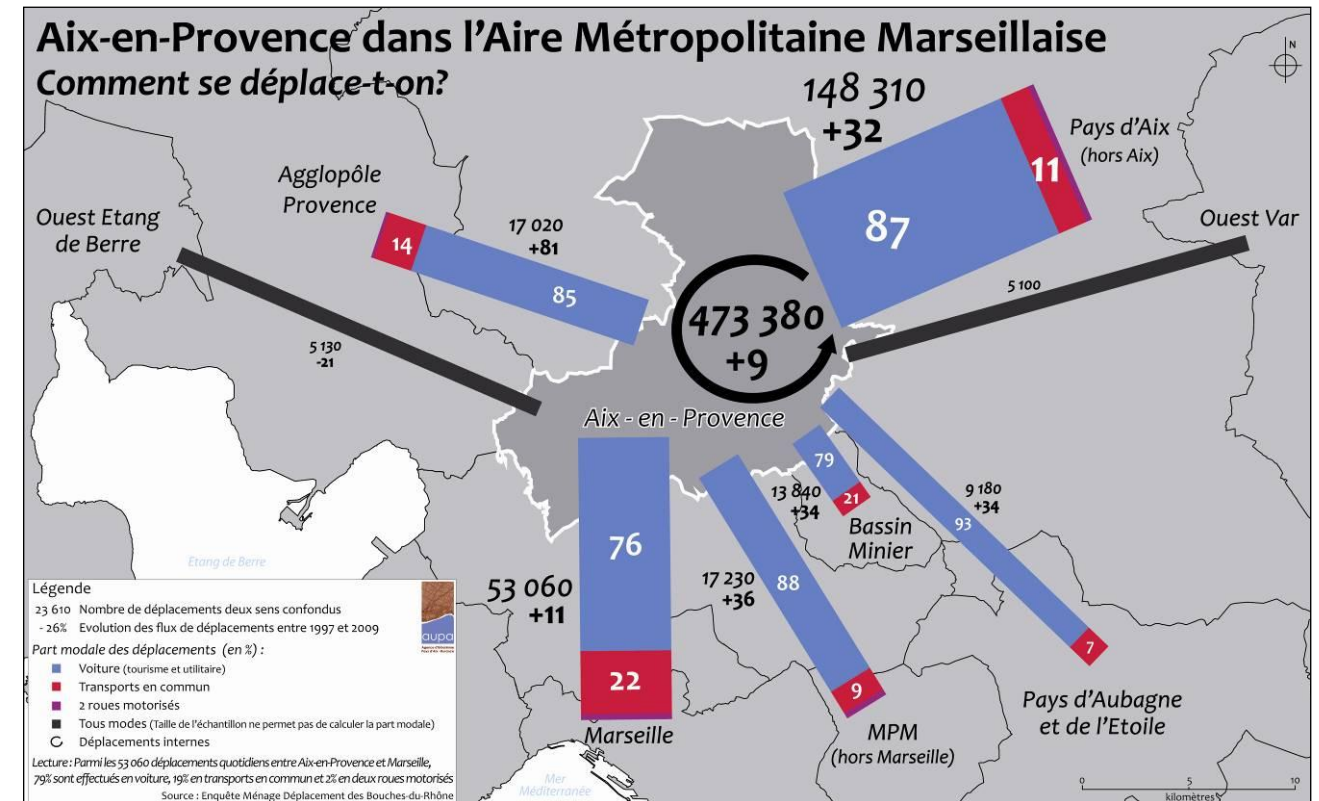 Aix-en-Provence dans l'Aire Métropolitaine Marseillaise
Comment se déplace-t-on?
148 310
+32
N
Pays d'Aix
(hors Aix)
11
87
Agglopôle
Provence
17 020
+81
14
85
Ouest Etang
de Berre
Ouest Var
5 100
5 130
-21
473 380
+9
Aix - en - Provence
79
21
13 840
+34
Bassin
Minier
9 180
+34
93
7
76
22
53 060
+11
Marseille
17 230
+36
88
9
MPM
(hors Marseille)
Pays d'Aubagne
et de l'Etoile
Etang de Berre
Mer
Méditerranée
0 5 10
kilomètres
Légende
23 610 Nombre de déplacements deux sens confondus
- 26% Evolution des flux de déplacements entre 1997 et 2009
Part modale des déplacements (en %) :
Voiture (tourisme et utilitaire)
Transports en commun
2 roues motorisés
Tous modes (Taille de l'échantillon ne permet pas de calculer la part modale)
Déplacements internes
Lecture : Parmi les 53 060 déplacements quotidiens entre Aix-en-Provence et Marseille,
79% sont effectués en voiture, 19% en transports en commun et 2% en deux roues motorisés
Source : Enquête Ménage Déplacement des Bouches-du-Rhône
aupa